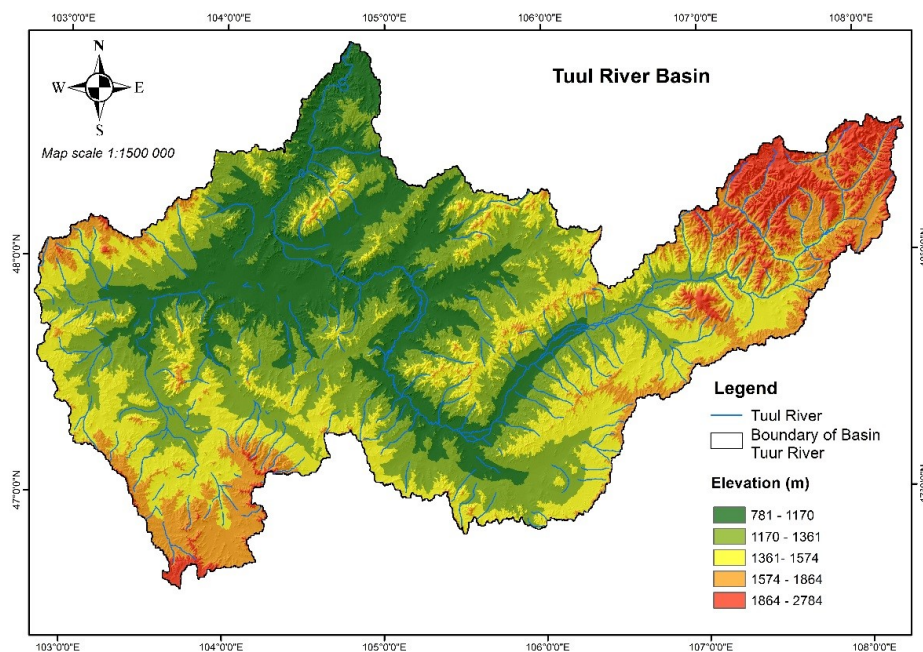 103°0'0"E 104°0'0"E 105°0'0"E 106°0'0"E 107°0'0"E 108°0'0"E
N
W E
S
Map scale 1:1500 000
Tuul River Basin
48°0'0"N
47°0'0"N
Legend
Tuul River
Boundary of Basin
Tuur River
Elevation (m)
781 - 1170
1170 - 1361
1361- 1574
1574 - 1864
1864 - 2784
103°0'0"E 104°0'0"E 105°0'0"E 106°0'0"E 107°0'0"E 108°0'0"E